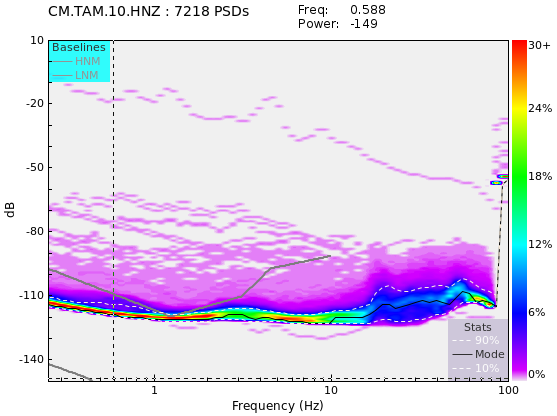 CM.TAM.10.HNZ : 7218 PSDs
Freq: 0.588
Power: -149
10
-20
-50
-80
-110
-140
dB
Baselines
HNM
LNM
Stats
90%
Mode
10%
1
10
100
Frequency (Hz)
30+
24%
18%
12%
6%
0%